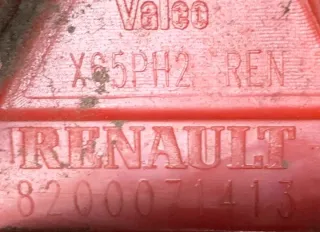 Valeo
X65PH2 REN
RENAULT
8200071413